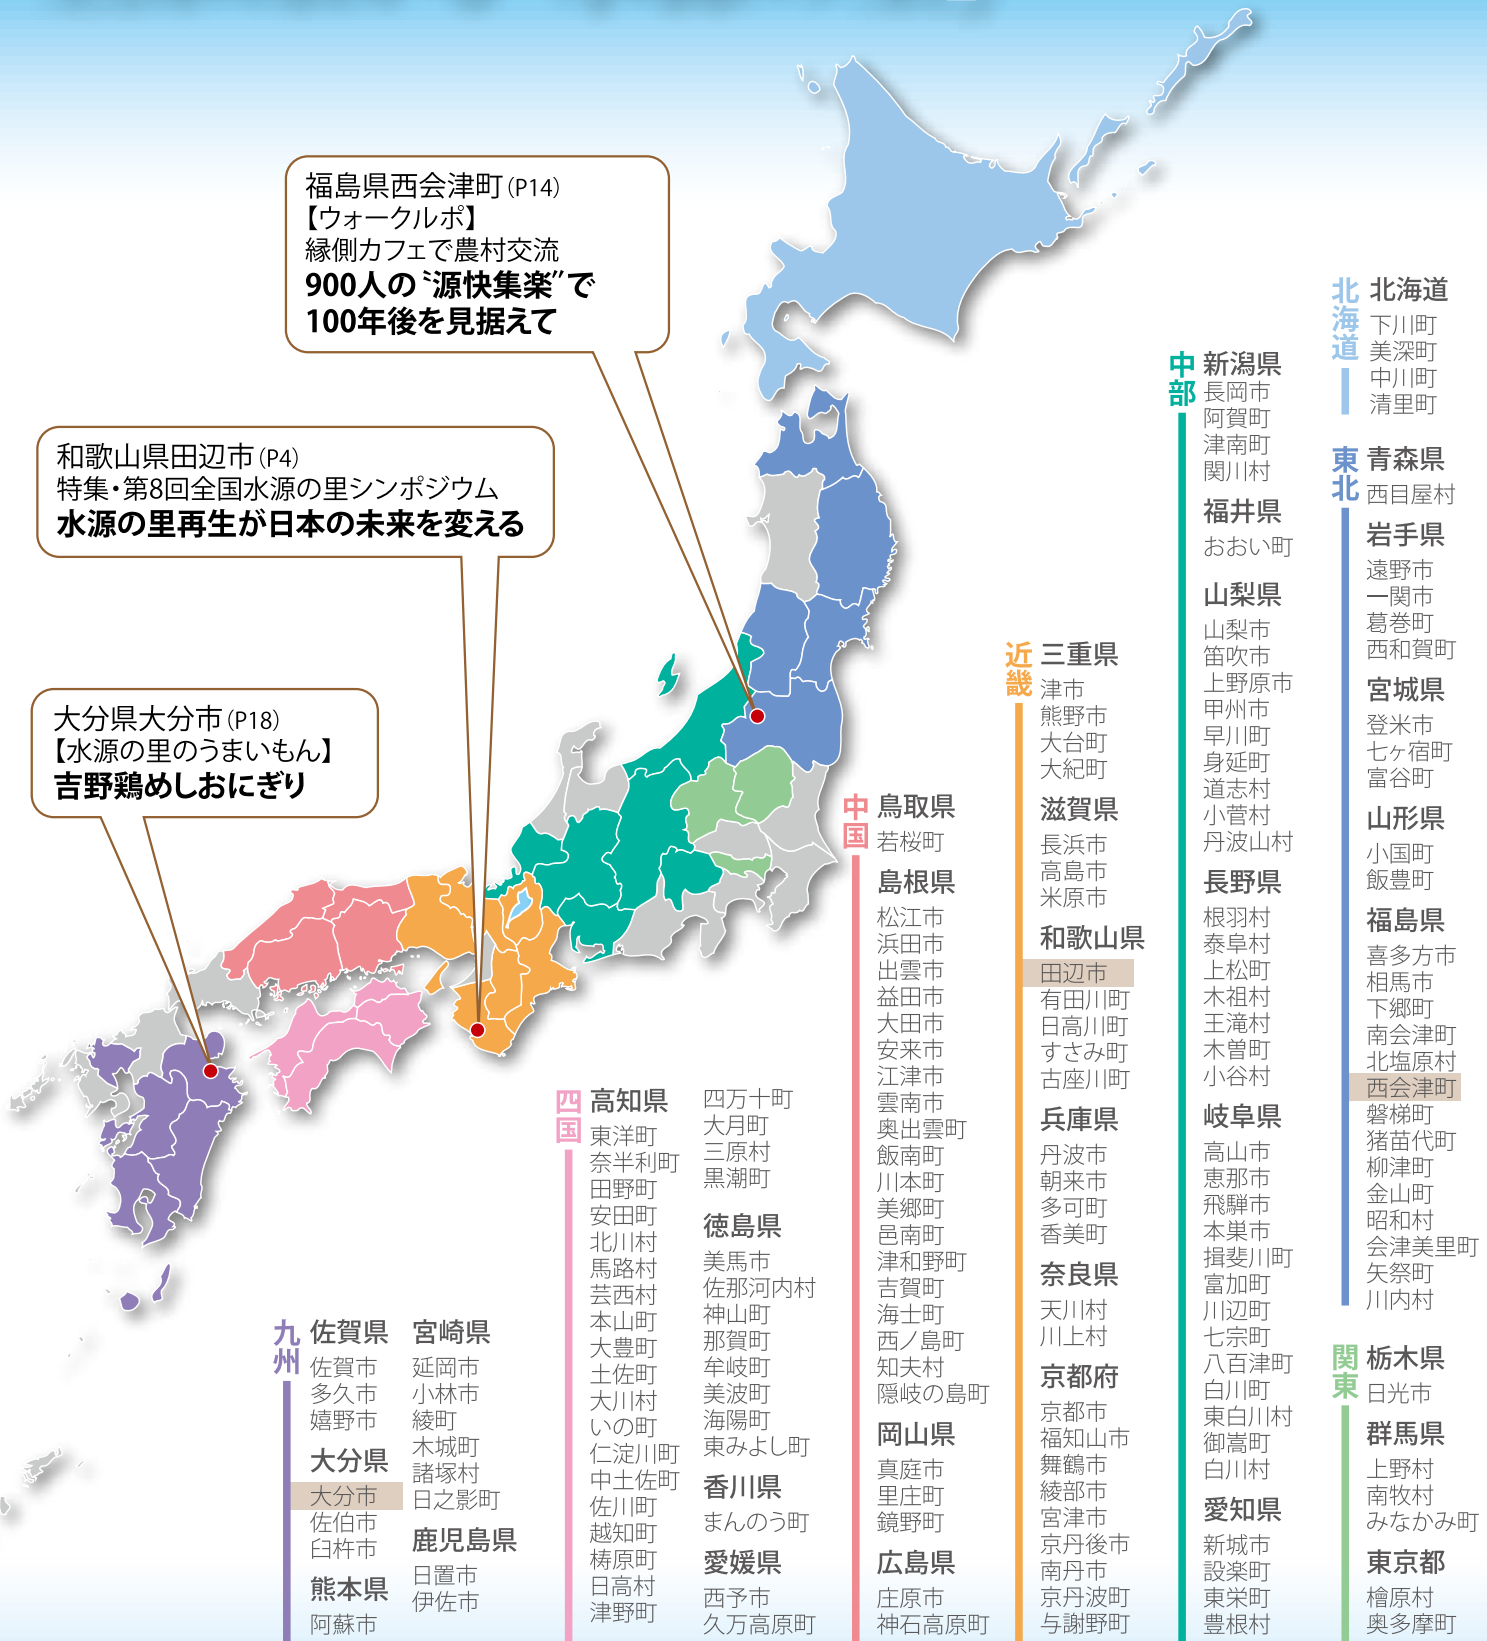 福島県西会津町(P14)
【ウォークルポ】
縁側カフェで農村交流
900人の〝源快集楽〟で
100年後を見据えて
和歌山県田辺市(P4)
特集・第8回全国水源の里シンポジウム
水源の里再生が日本の未来を変える
大分県大分市(P18)
【水源の里のうまいもん】
吉野鶏めしおにぎり
北海道
北海道
下川町
美深町
中川町
清里町
東北
青森県
西目屋村
岩手県
遠野市
一関市
葛巻町
西和賀町
宮城県
登米市
七ヶ宿町
富谷町
山形県
小国町
飯豊町
福島県
喜多方市
相馬市
下郷町
南会津町
北塩原村
西会津町
磐梯町
猪苗代町
柳津町
金山町
昭和村
会津美里町
矢祭町
川内村
関東
栃木県
日光市
群馬県
上野村
南牧村
みなかみ町
東京都
檜原村
奥多摩町
中部
新潟県
長岡市
阿賀町
津南町
関川村
福井県
おおい町
山梨県
山梨市
笛吹市
上野原市
甲州市
早川町
身延町
道志村
小菅村
丹波山村
長野県
根羽村
泰阜村
上松町
木祖村
王滝村
木曽町
小谷村
岐阜県
高山市
恵那市
飛騨市
本巣市
揖斐川町
富加町
川辺町
七宗町
八百津町
白川町
東白川村
御嵩町
白川村
愛知県
新城市
設楽町
東栄町
豊根村
近畿
三重県
津市
熊野市
大台町
大紀町
滋賀県
長浜市
高島市
米原市
和歌山県
田辺市
有田川町
日高川町
すさみ町
古座川町
兵庫県
丹波市
朝来市
多可町
香美町
奈良県
天川村
川上村
京都府
京都市
福知山市
舞鶴市
綾部市
宮津市
京丹後市
南丹市
京丹波町
与謝野町
中国
鳥取県
若桜町
島根県
松江市
浜田市
出雲市
益田市
大田市
安来市
江津市
雲南市
奥出雲町
飯南町
川本町
美郷町
邑南町
津和野町
吉賀町
海士町
西ノ島町
知夫村
隠岐の島町
岡山県
真庭市
里庄町
鏡野町
広島県
庄原市
神石高原町
四国
高知県
東洋町
奈半利町
田野町
安田町
北川村
馬路村
芸西村
本山町
大豊町
土佐町
大川村
いの町
仁淀川町
中土佐町
佐川町
越知町
梼原町
日高村
津野町
四万十町
大月町
三原村
黒潮町
徳島県
美馬市
佐那河内村
神山町
那賀町
牟岐町
美波町
海陽町
東みよし町
香川県
まんのう町
愛媛県
西予市
久万高原町
九州
佐賀県
佐賀市
多久市
嬉野市
大分県
大分市
佐伯市
臼杵市
熊本県
阿蘇市
宮崎県
延岡市
小林市
綾町
木城町
諸塚村
日之影町
鹿児島県
日置市
伊佐市